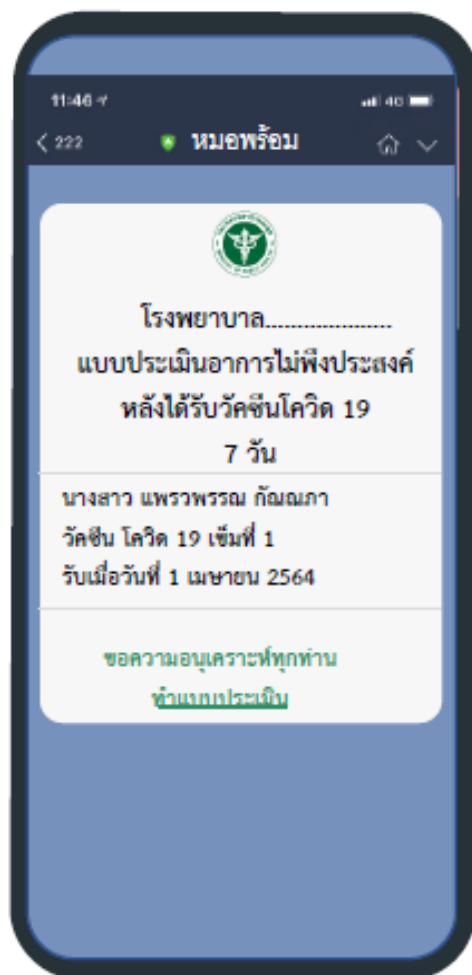 11:46
4G
222
หมอพร้อม
โรงพยาบาล......................
แบบประเมินอาการไม่พึงประสงค์
หลังได้รับวัคซีนโควิด 19
7 วัน
นางสาว แพรวพรรณ กัณณภา
วัคซีน โควิด 19 เข็มที่ 1
รับเมื่อวันที่ 1 เมษายน 2564
ขอความอนุเคราะห์ทุกท่าน
ทำแบบประเมิน